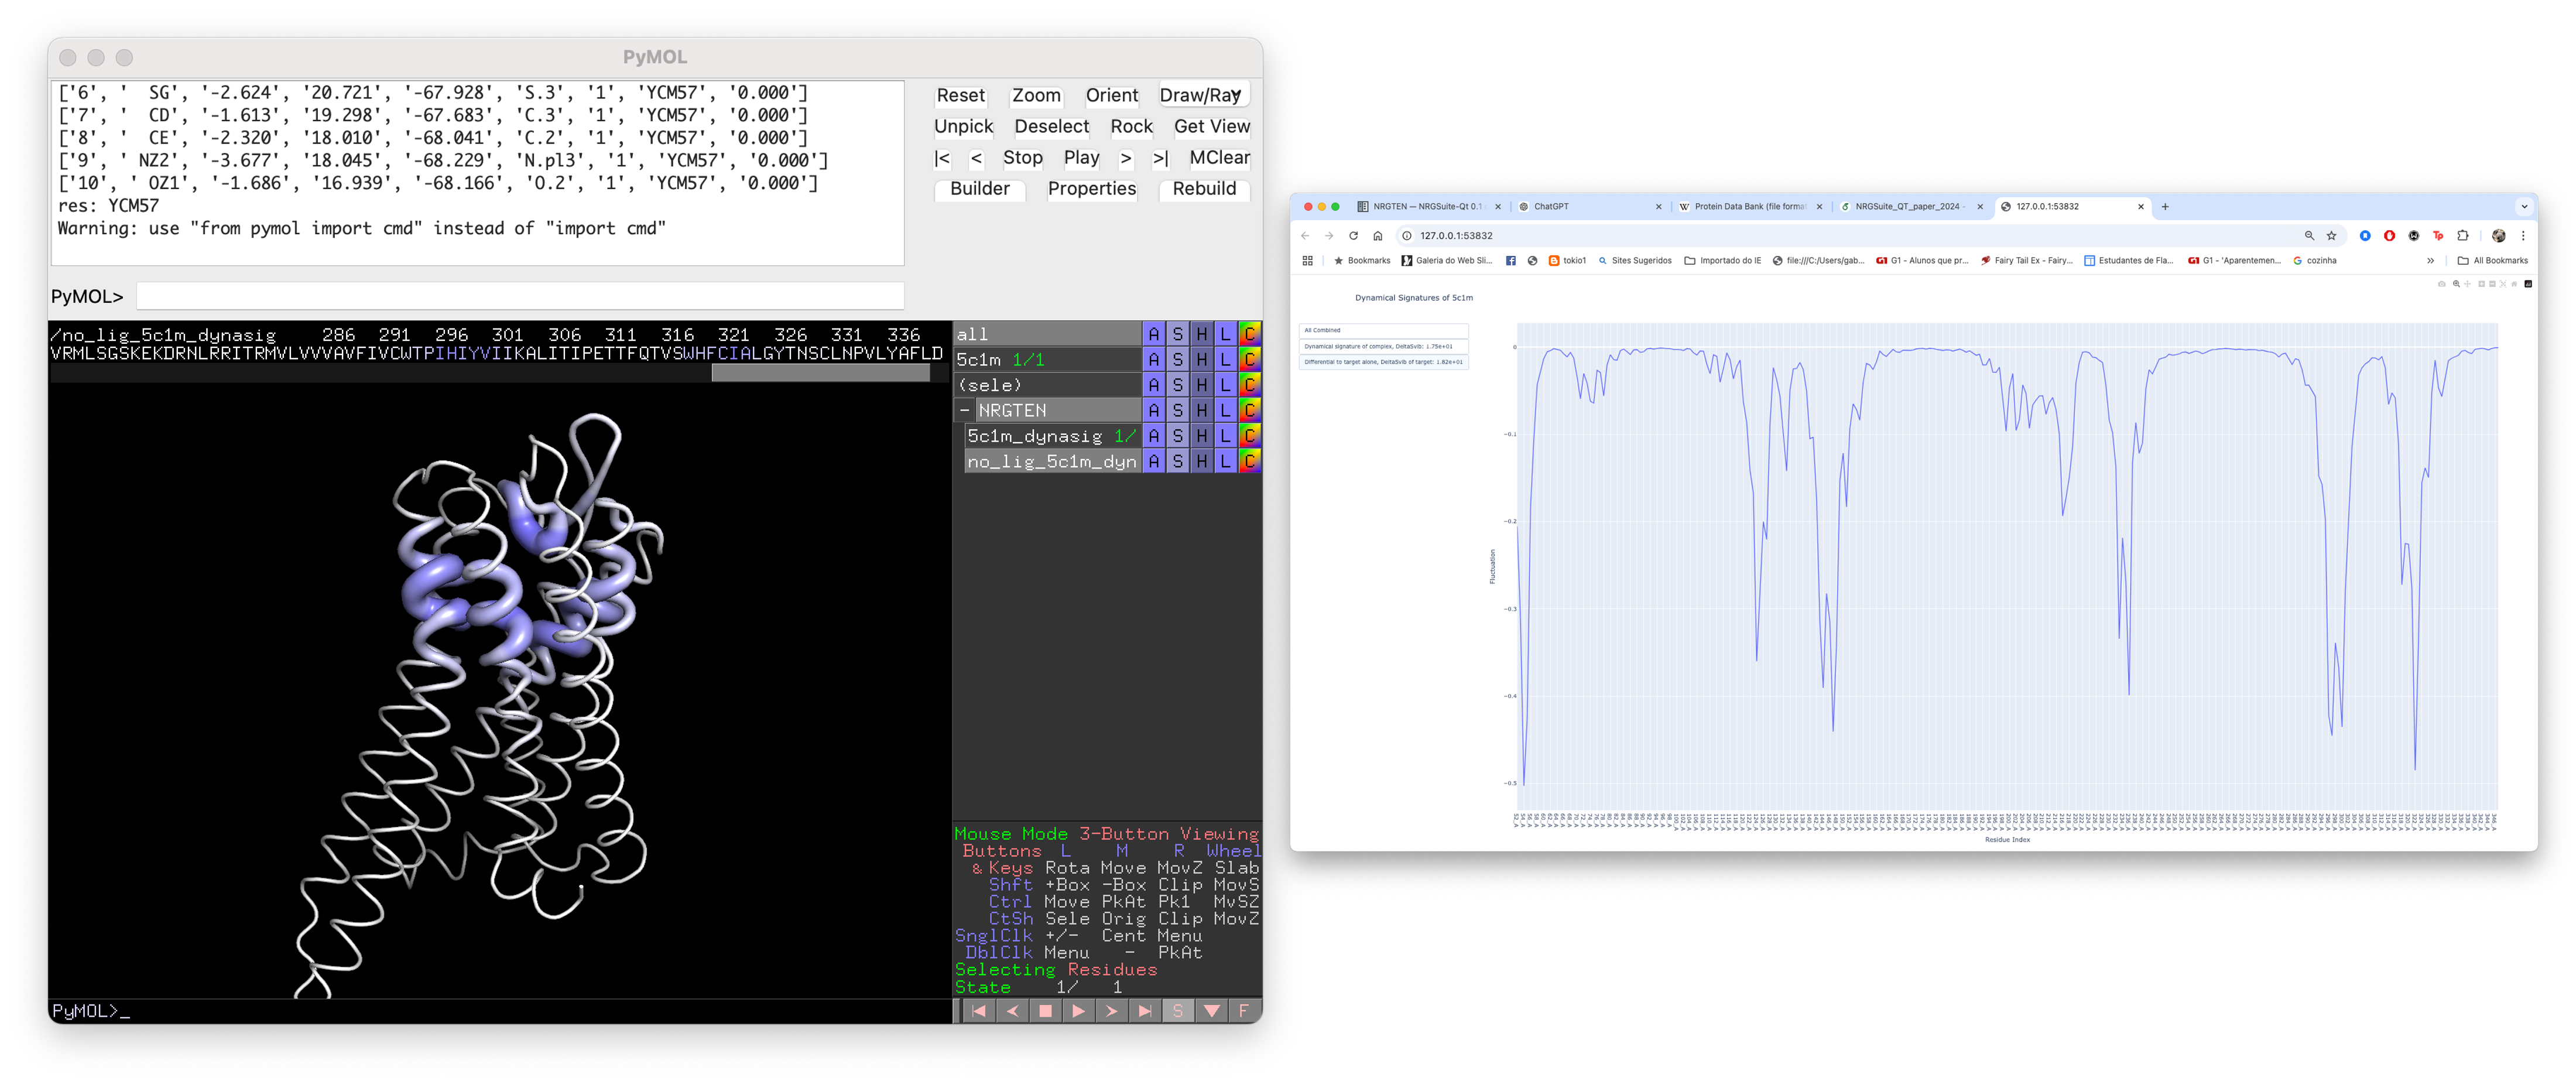 PyMOL
['6', '  SG', '-2.624', '20.721', '-67.928', 'S.3', '1', 'YCM57', '0.000']
['7', '  CD', '-1.613', '19.298', '-67.683', 'C.3', '1', 'YCM57', '0.000']
['8', '  CE', '-2.320', '18.010', '-68.041', 'C.2', '1', 'YCM57', '0.000']
['9', ' NZ2', '-3.677', '18.045', '-68.229', 'N.pl3', '1', 'YCM57', '0.000']
['10', ' OZ1', '-1.686', '16.939', '-68.166', 'O.2', '1', 'YCM57', '0.000']
res: YCM57
Warning: use "from pymol import cmd" instead of "import cmd"
Reset Zoom Orient Draw/Ray
Unpick Deselect Rock Get View
|< < Stop Play > >| MClear
Builder Properties Rebuild
PyMOL>
/no_lig_5c1m_dynasig 286 291 296 301 306 311 316 321 326 331 336
VRMLSGSKEKDRNLRRITRMVLVVVAVFIVCWTPIHIYVIIKALITIPETTFQTVSWHFCIALGYTNSCLNPVLYAFLD
all A S H L C
5c1m 1/1 A S H L C
(sele) A S H L C
- NRGTEN A S H L C
5c1m_dynasig 1/ A S H L C
no_lig_5c1m_dyn A S H L C
Mouse Mode 3-Button Viewing
Buttons L M R Wheel
& Keys Rota Move MovZ Slab
Shft +Box -Box Clip MovS
Ctrl Move PkAt Pk1 MvSZ
CtSh Sele Orig Clip MovZ
SnglClk +/- Cent Menu
DblClk Menu - PkAt
Selecting Residues
State 1/ 1
PyMOL>_
S F
NRGTEN — NRGSuite-Qt 0.1
ChatGPT
Protein Data Bank (file format
NRGSuite_QT_paper_2024 -
127.0.0.1:53832
127.0.0.1:53832
Bookmarks
Galeria do Web Sli...
tokio1
Sites Sugeridos
Importado do IE
file:///C:/Users/gab...
G1 - Alunos que pr...
Fairy Tail Ex - Fairy...
Estudantes de Fla...
G1 - 'Aparentemen...
cozinha
»
All Bookmarks
Dynamical Signatures of 5c1m
All Combined
Dynamical signature of complex, DeltaSvib: 1.75e+01
Differential to target alone, DeltaSvib of target: 1.82e+01
0
−0.1
−0.2
−0.3
−0.4
−0.5
Fluctuation
Residue Index